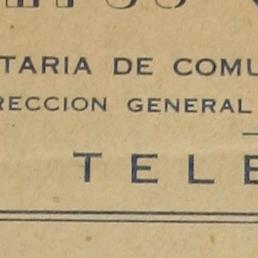 TARIA DE COMU
RECCION GENERAL
TELE